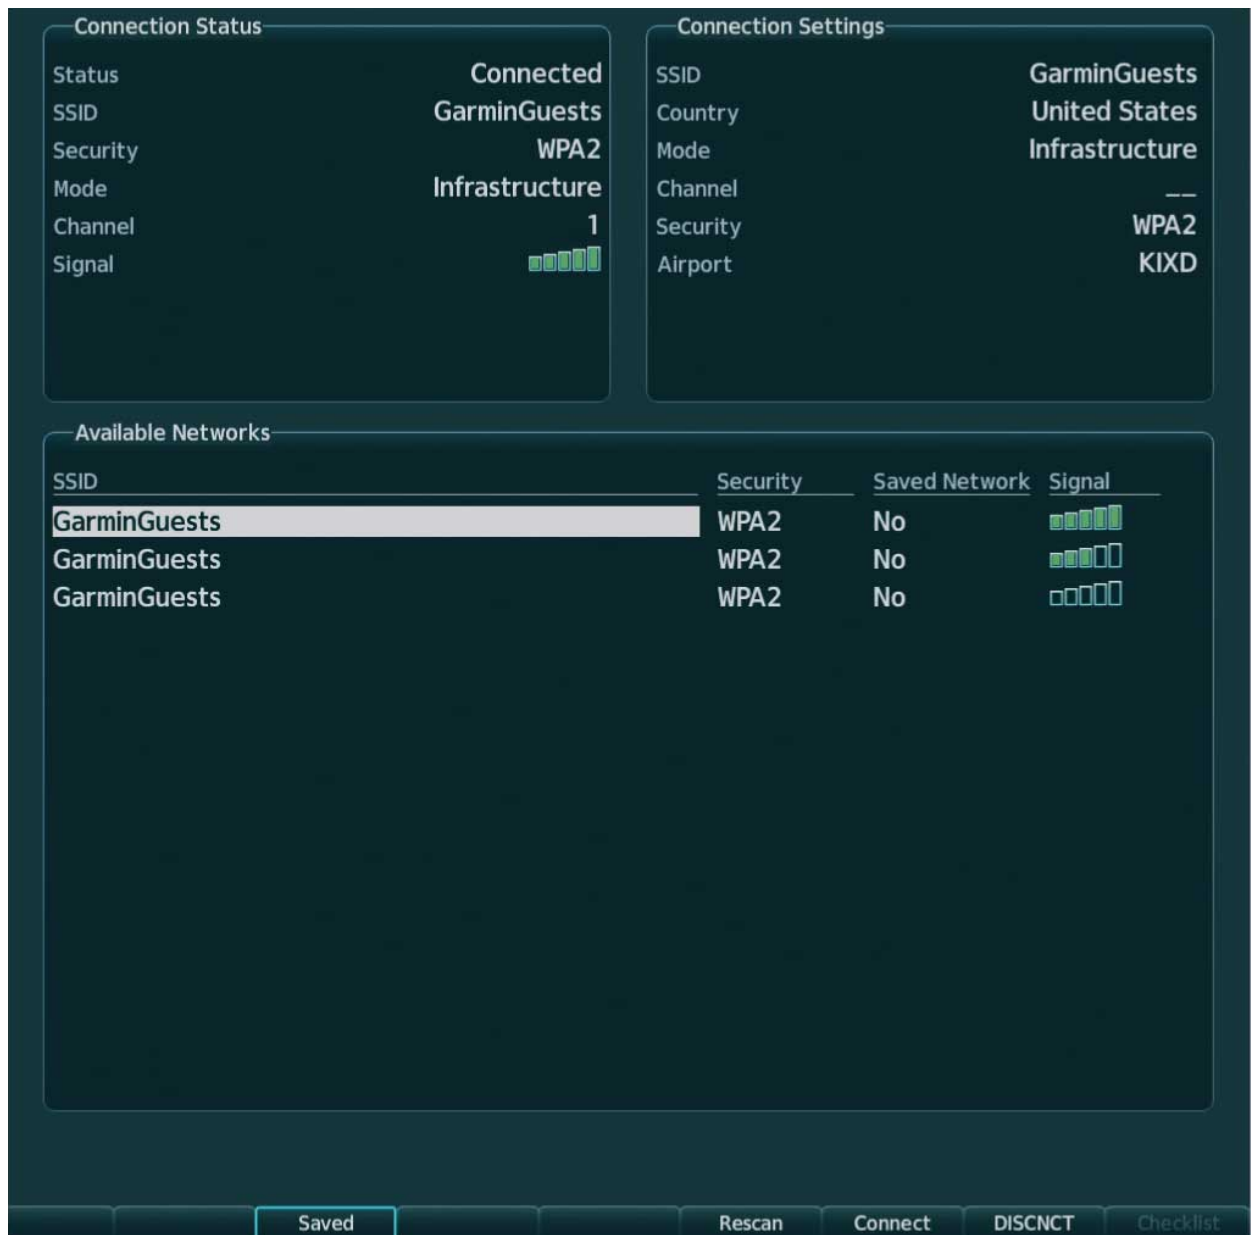 Connection Status
Status Connected
SSID GarminGuests
Security WPA2
Mode Infrastructure
Channel 1
Signal
Connection Settings
SSID GarminGuests
Country United States
Mode Infrastructure
Channel __
Security WPA2
Airport KIXD
Available Networks
SSID Security Saved Network Signal
GarminGuests WPA2 No
GarminGuests WPA2 No
GarminGuests WPA2 No
Saved Rescan Connect DISCNCT Checklist